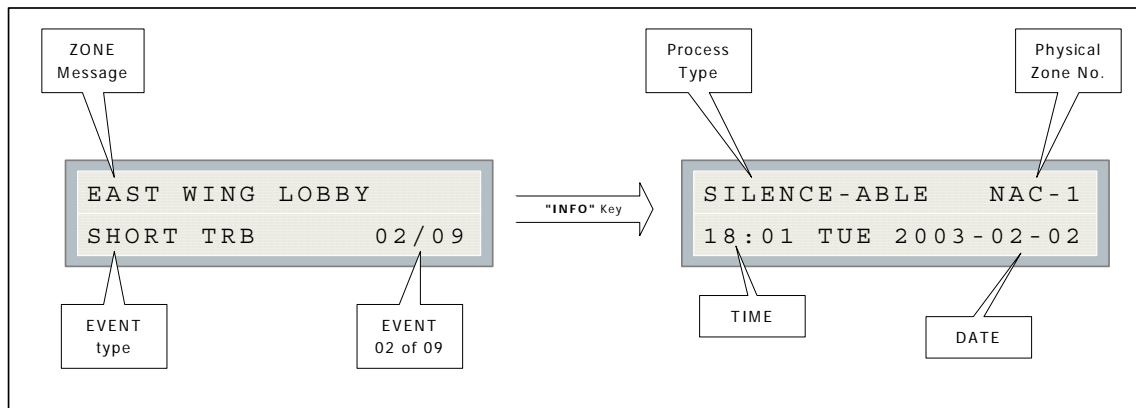 ZONE
Message
Process
Type
Physical
Zone No.
EAST WING LOBBY
SHORT TRB 02/09
"INFO" Key
SILENCE-ABLE NAC-1
18:01 TUE 2003-02-02
EVENT
type
EVENT
02 of 09
TIME
DATE